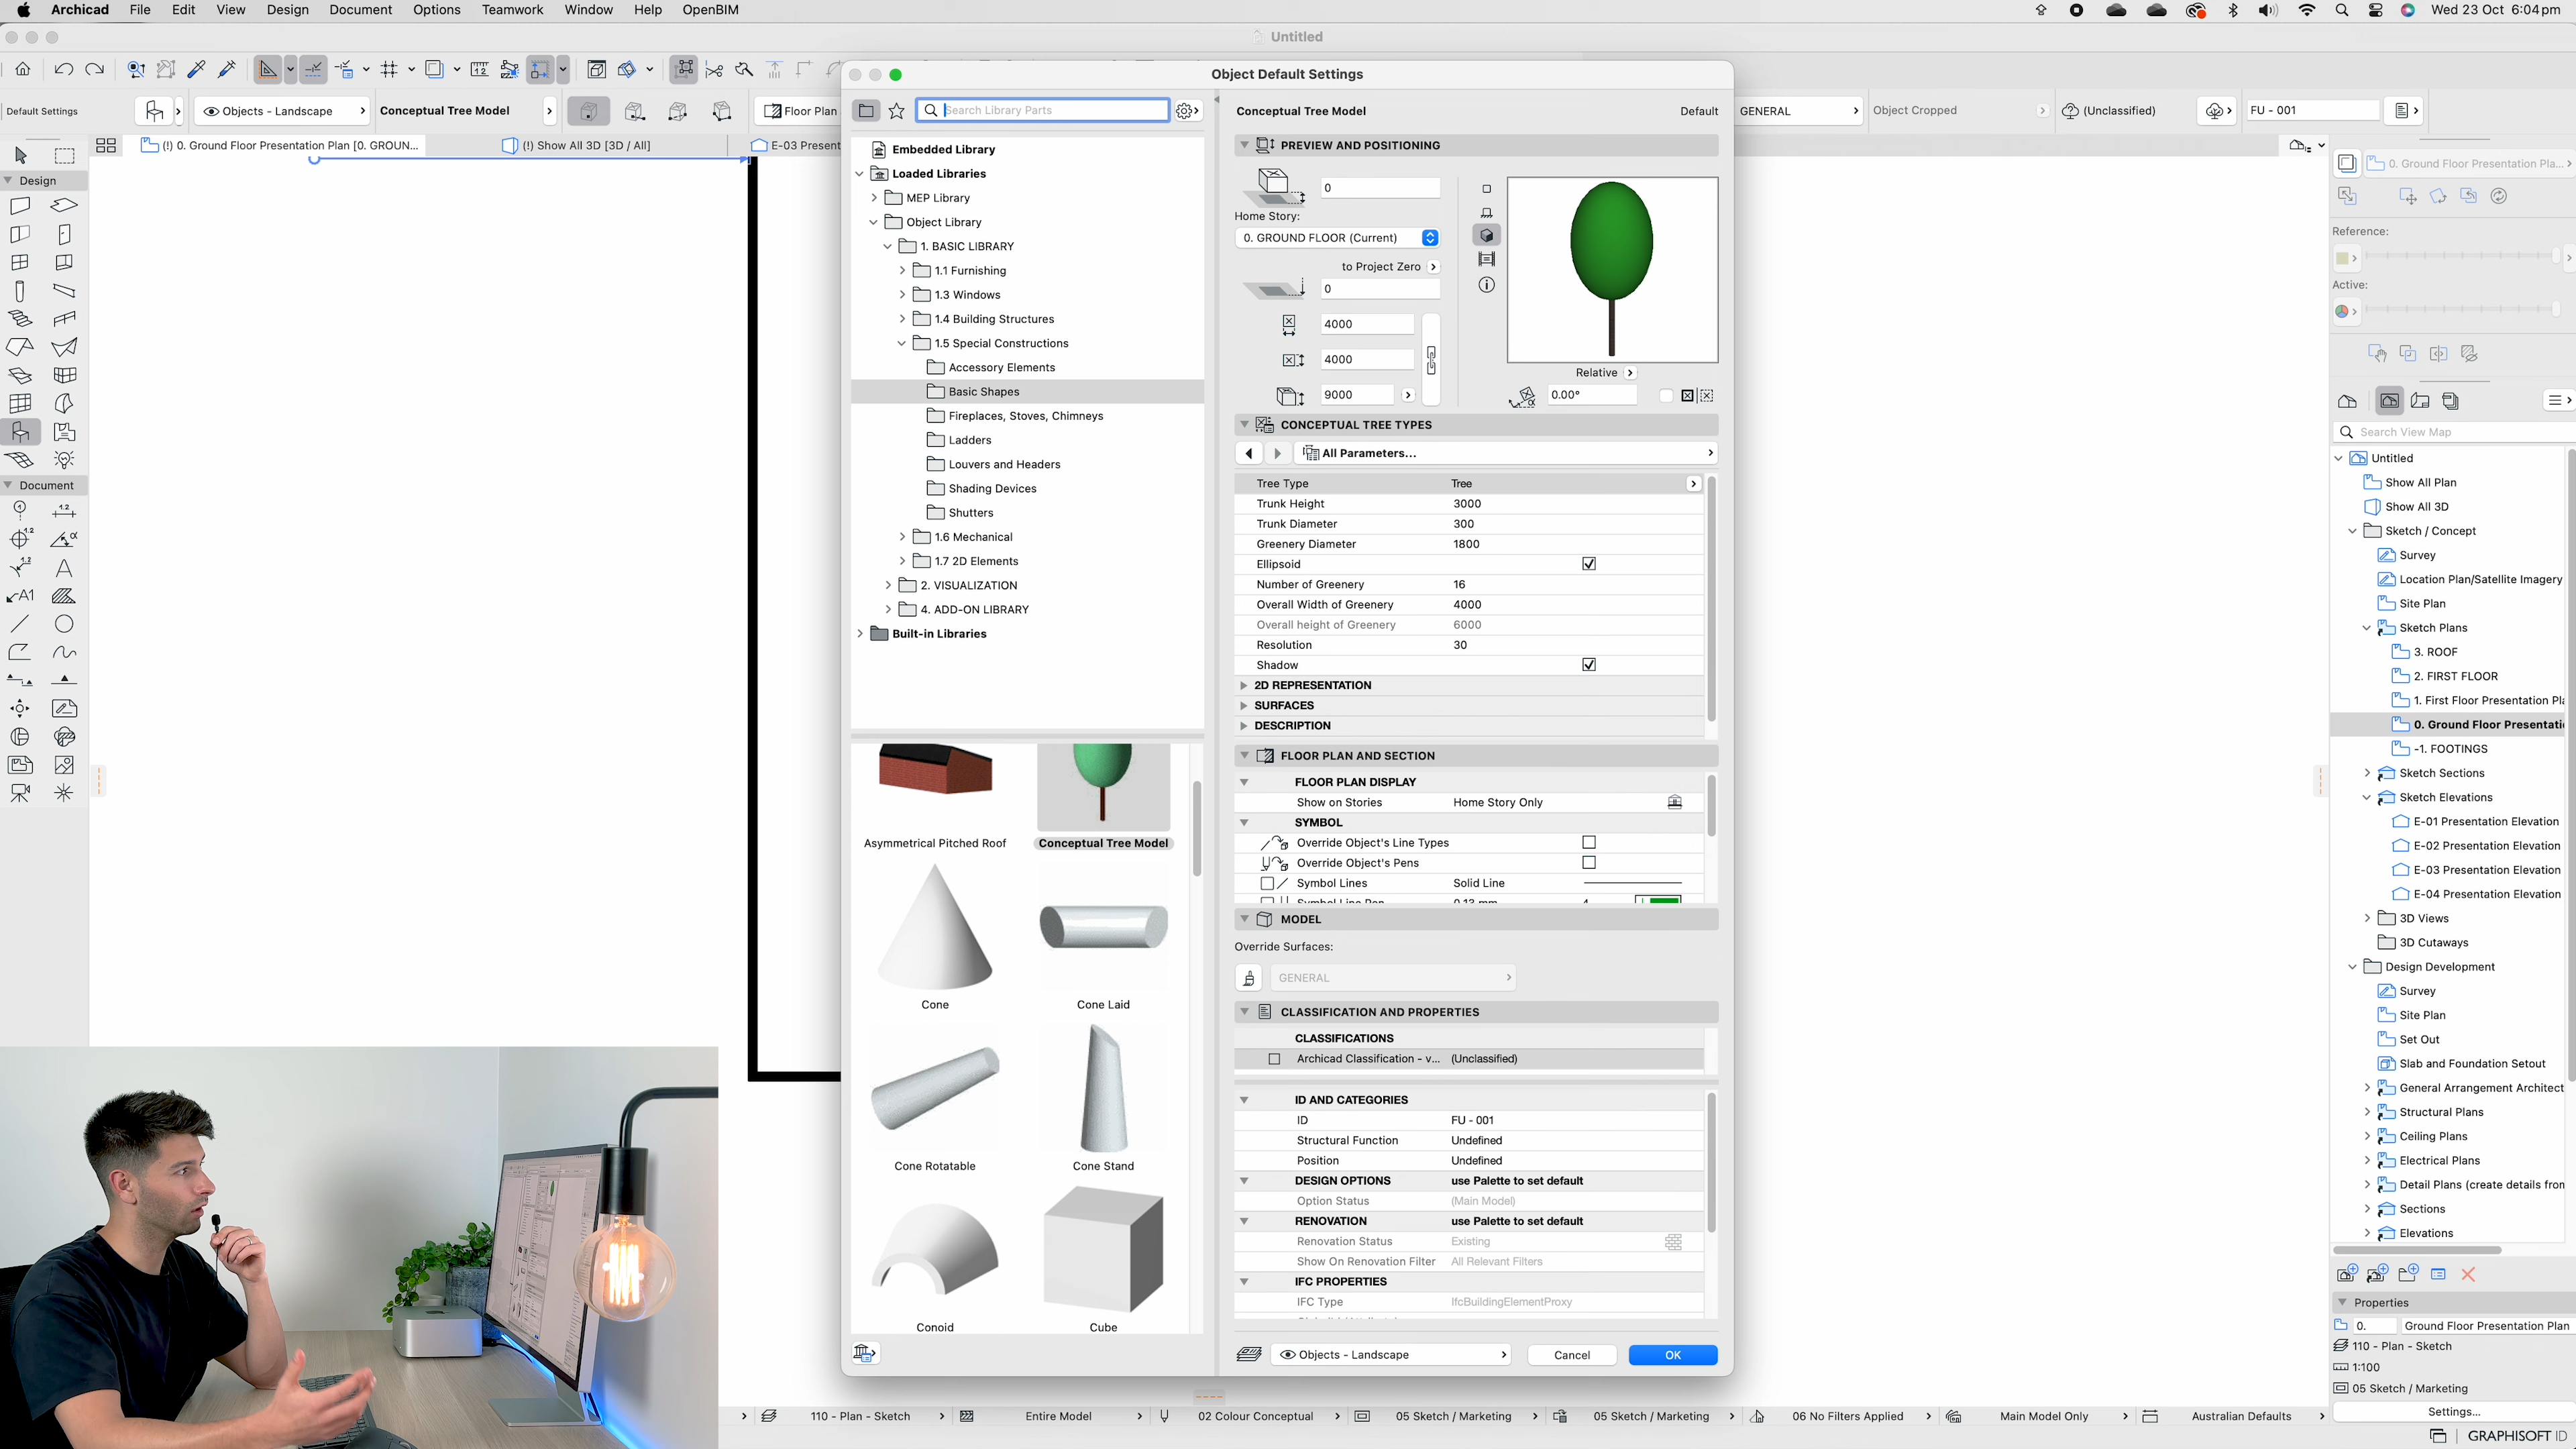 Archicad File Edit View Design Document Options Teamwork Window Help OpenBIM
Wed 23 Oct 6:04 pm
Untitled
Default Settings
Objects - Landscape
Conceptual Tree Model
Floor Plan
GENERAL
Object Cropped
(Unclassified)
FU - 001
(!) 0. Ground Floor Presentation Plan [0. GROUN...
(!) Show All 3D [3D / All]
E-03 Present
Design
Document
Object Default Settings
Search Library Parts
Embedded Library
Loaded Libraries
MEP Library
Object Library
1. BASIC LIBRARY
1.1 Furnishing
1.3 Windows
1.4 Building Structures
1.5 Special Constructions
Accessory Elements
Basic Shapes
Fireplaces, Stoves, Chimneys
Ladders
Louvers and Headers
Shading Devices
Shutters
1.6 Mechanical
1.7 2D Elements
2. VISUALIZATION
4. ADD-ON LIBRARY
Built-in Libraries
Asymmetrical Pitched Roof
Conceptual Tree Model
Cone
Cone Laid
Cone Rotatable
Cone Stand
Conoid
Cube
Conceptual Tree Model
Default
PREVIEW AND POSITIONING
0
Home Story:
0. GROUND FLOOR (Current)
to Project Zero
0
4000
4000
9000
Relative
0.00°
CONCEPTUAL TREE TYPES
All Parameters...
Tree Type Tree
Trunk Height 3000
Trunk Diameter 300
Greenery Diameter 1800
Ellipsoid
Number of Greenery 16
Overall Width of Greenery 4000
Overall height of Greenery 6000
Resolution 30
Shadow
2D REPRESENTATION
SURFACES
DESCRIPTION
FLOOR PLAN AND SECTION
FLOOR PLAN DISPLAY
Show on Stories Home Story Only
SYMBOL
Override Object's Line Types
Override Object's Pens
Symbol Lines Solid Line
Symbol Line Pen 0.13 mm 4
MODEL
Override Surfaces:
GENERAL
CLASSIFICATION AND PROPERTIES
CLASSIFICATIONS
Archicad Classification - v... (Unclassified)
ID AND CATEGORIES
ID FU - 001
Structural Function Undefined
Position Undefined
DESIGN OPTIONS use Palette to set default
Option Status (Main Model)
RENOVATION use Palette to set default
Renovation Status Existing
Show On Renovation Filter All Relevant Filters
IFC PROPERTIES
IFC Type IfcBuildingElementProxy
Objects - Landscape
Cancel
OK
0. Ground Floor Presentation Pla...
Reference:
Active:
Search View Map
Untitled
Show All Plan
Show All 3D
Sketch / Concept
Survey
Location Plan/Satellite Imagery
Site Plan
Sketch Plans
3. ROOF
2. FIRST FLOOR
1. First Floor Presentation Pl
0. Ground Floor Presentati
-1. FOOTINGS
Sketch Sections
Sketch Elevations
E-01 Presentation Elevation
E-02 Presentation Elevation
E-03 Presentation Elevation
E-04 Presentation Elevation
3D Views
3D Cutaways
Design Development
Survey
Site Plan
Set Out
Slab and Foundation Setout
General Arrangement Architect
Structural Plans
Ceiling Plans
Electrical Plans
Detail Plans (create details fron
Sections
Elevations
Properties
0. Ground Floor Presentation Plan
110 - Plan - Sketch
1:100
05 Sketch / Marketing
Settings...
110 - Plan - Sketch
Entire Model
02 Colour Conceptual
05 Sketch / Marketing
05 Sketch / Marketing
06 No Filters Applied
Main Model Only
Australian Defaults
GRAPHISOFT ID